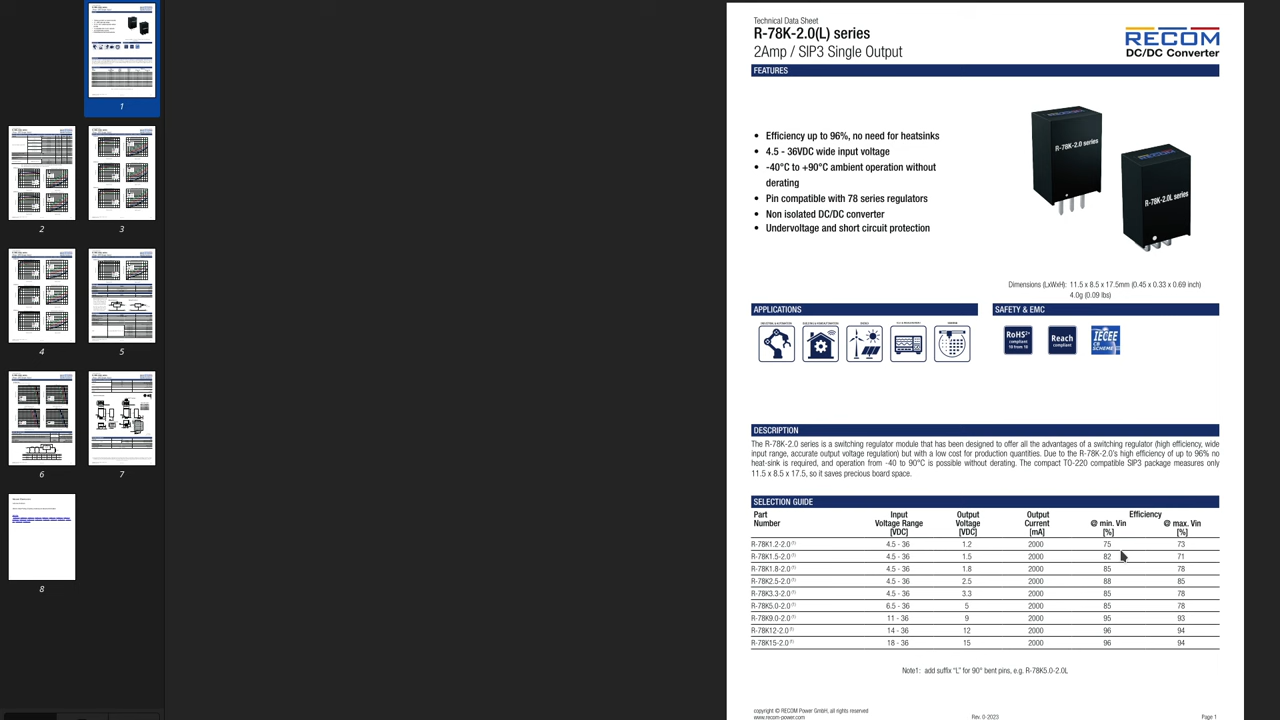 1
2
3
4
5
6
7
8
Technical Data Sheet
R-78K-2.0(L) series
2Amp / SIP3 Single Output
RECOM
DC/DC Converter
FEATURES
• Efficiency up to 96%, no need for heatsinks
• 4.5 - 36VDC wide input voltage
• -40°C to +90°C ambient operation without
derating
• Pin compatible with 78 series regulators
• Non isolated DC/DC converter
• Undervoltage and short circuit protection
R-78K-2.0 series
R-78K-2.0L series
Dimensions (LxWxH): 11.5 x 8.5 x 17.5mm (0.45 x 0.33 x 0.69 inch)
4.0g (0.09 lbs)
APPLICATIONS
SAFETY & EMC
RoHS²⁺
compliant
10 from 10
Reach
compliant
IECEE
CB
SCHEME
DESCRIPTION
The R-78K-2.0 series is a switching regulator module that has been designed to offer all the advantages of a switching regulator (high efficiency, wide
input range, accurate output voltage regulation) but with a low cost for production quantities. Due to the R-78K-2.0's high efficiency of up to 96% no
heat-sink is required, and operation from -40 to 90°C is possible without derating. The compact TO-220 compatible SIP3 package measures only
11.5 x 8.5 x 17.5, so it saves precious board space.
SELECTION GUIDE
Part Input Output Output Efficiency
Number Voltage Range Voltage Current @ min. Vin @ max. Vin
[VDC] [VDC] [mA] [%] [%]
R-78K1.2-2.0 (1) 4.5 - 36 1.2 2000 75 73
R-78K1.5-2.0 (1) 4.5 - 36 1.5 2000 82 71
R-78K1.8-2.0 (1) 4.5 - 36 1.8 2000 85 78
R-78K2.5-2.0 (1) 4.5 - 36 2.5 2000 88 85
R-78K3.3-2.0 (1) 4.5 - 36 3.3 2000 85 78
R-78K5.0-2.0 (1) 6.5 - 36 5 2000 85 78
R-78K9.0-2.0 (1) 11 - 36 9 2000 95 93
R-78K12-2.0 (1) 14 - 36 12 2000 96 94
R-78K15-2.0 (1) 18 - 36 15 2000 96 94
Note1: add suffix "L" for 90° bent pins, e.g. R-78K5.0-2.0L
copyright © RECOM Power GmbH, all rights reserved
www.recom-power.com Rev. 0-2023 Page 1